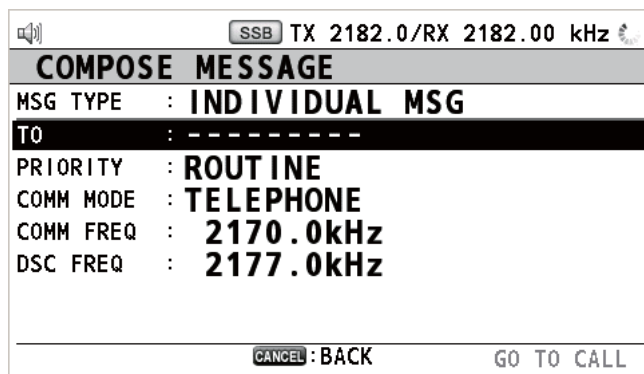 SSB TX 2182.0/RX 2182.00 kHz
COMPOSE MESSAGE
MSG TYPE : INDIVIDUAL MSG
TO : ---------
PRIORITY : ROUTINE
COMM MODE : TELEPHONE
COMM FREQ : 2170.0kHz
DSC FREQ : 2177.0kHz
CANCEL : BACK GO TO CALL